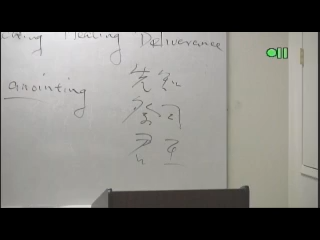 Healing Deliverance
anointing
先知
祭司
君王